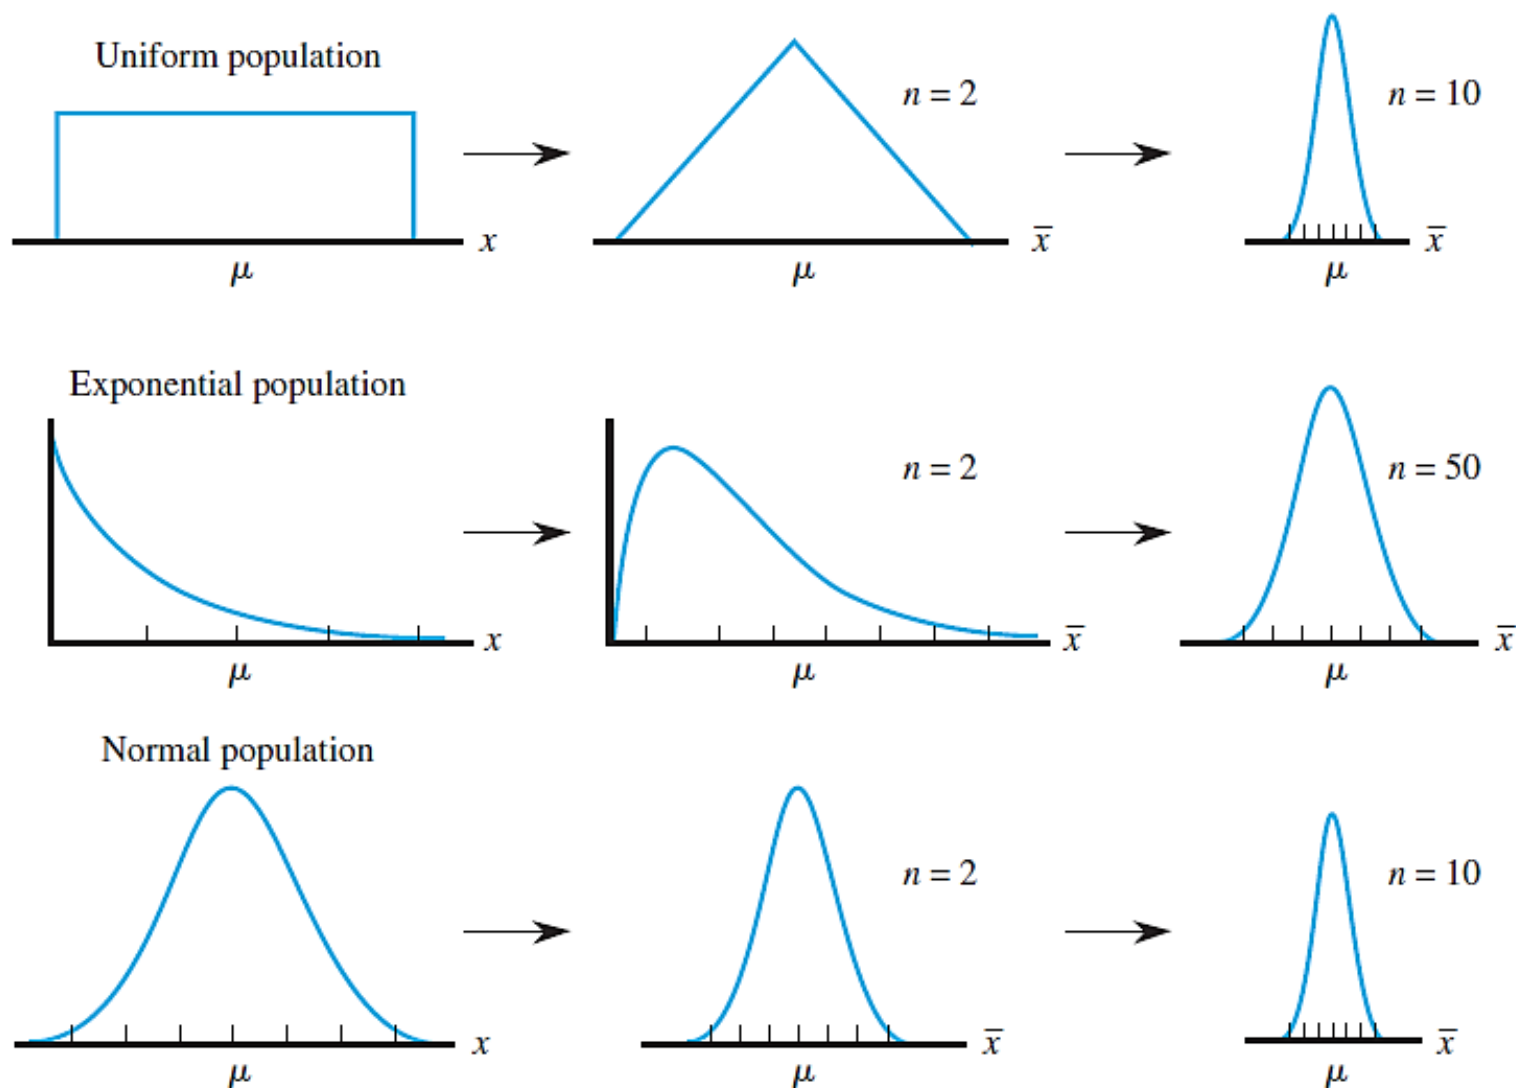 Uniform population
n = 2
n = 10
x
x̄
x̄
μ
μ
μ
Exponential population
n = 2
n = 50
x
x̄
x̄
μ
μ
μ
Normal population
n = 2
n = 10
x
x̄
x̄
μ
μ
μ